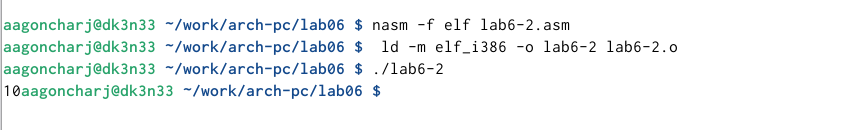 aagoncharj@dk3n33 ~/work/arch-pc/lab06 $ nasm -f elf lab6-2.asm
aagoncharj@dk3n33 ~/work/arch-pc/lab06 $  ld -m elf_i386 -o lab6-2 lab6-2.o
aagoncharj@dk3n33 ~/work/arch-pc/lab06 $ ./lab6-2
10aagoncharj@dk3n33 ~/work/arch-pc/lab06 $